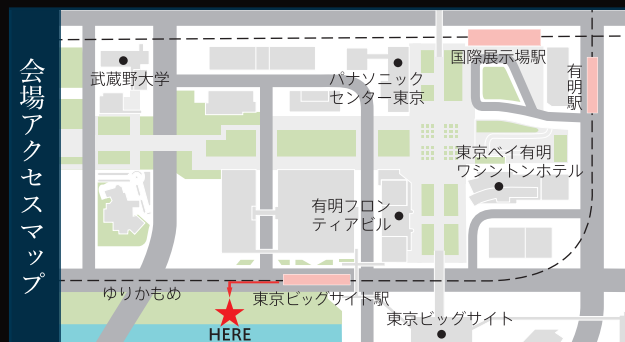 会場アクセスマップ
武蔵野大学
パナソニック
センター東京
国際展示場駅
有明駅
東京ベイ有明
ワシントンホテル
有明フロン
ティアビル
ゆりかもめ
東京ビッグサイト駅
HERE
東京ビッグサイト